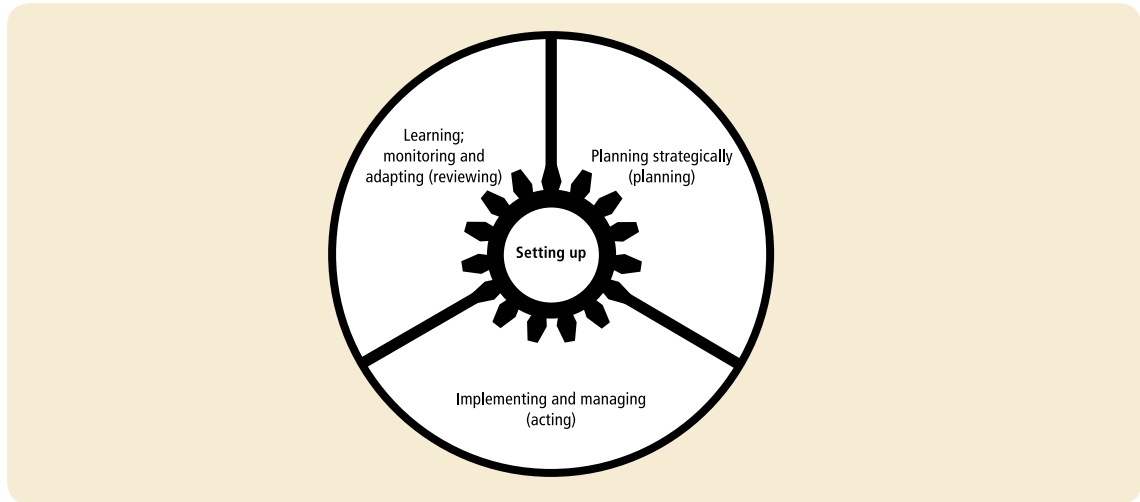 Learning;
monitoring and
adapting (reviewing)
Planning strategically
(planning)
Setting up
Implementing and managing
(acting)